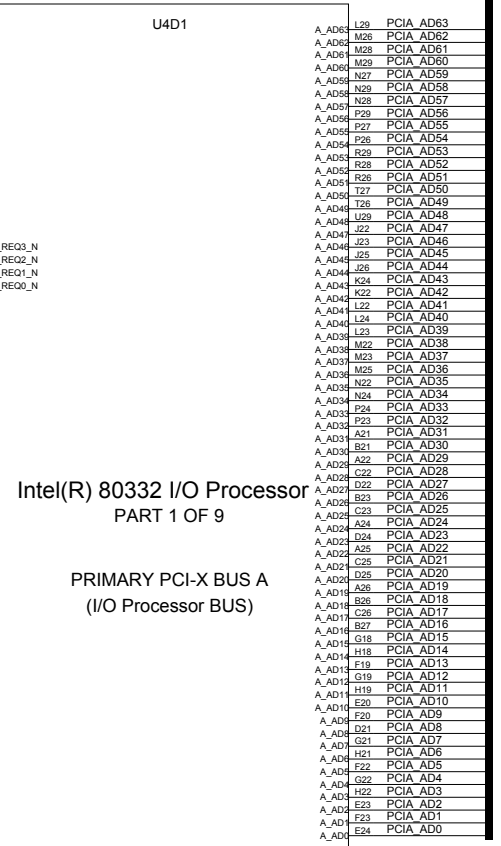 U4D1
A_AD63 L29 PCIA_AD63
A_AD62 M26 PCIA_AD62
A_AD61 M28 PCIA_AD61
A_AD60 M29 PCIA_AD60
A_AD59 N27 PCIA_AD59
A_AD58 N29 PCIA_AD58
A_AD57 N28 PCIA_AD57
A_AD56 P29 PCIA_AD56
A_AD55 P27 PCIA_AD55
A_AD54 P26 PCIA_AD54
A_AD53 R29 PCIA_AD53
A_AD52 R28 PCIA_AD52
A_AD51 R26 PCIA_AD51
A_AD50 T27 PCIA_AD50
A_AD49 T26 PCIA_AD49
A_AD48 U29 PCIA_AD48
A_AD47 J22 PCIA_AD47
_REQ3_N A_AD46 J23 PCIA_AD46
_REQ2_N A_AD45 J25 PCIA_AD45
_REQ1_N A_AD44 J26 PCIA_AD44
_REQ0_N A_AD43 K24 PCIA_AD43
A_AD42 K22 PCIA_AD42
A_AD41 L22 PCIA_AD41
A_AD40 L24 PCIA_AD40
A_AD39 L23 PCIA_AD39
A_AD38 M22 PCIA_AD38
A_AD37 M23 PCIA_AD37
A_AD36 M25 PCIA_AD36
A_AD35 N22 PCIA_AD35
A_AD34 N24 PCIA_AD34
A_AD33 P24 PCIA_AD33
A_AD32 P23 PCIA_AD32
A_AD31 A21 PCIA_AD31
A_AD30 B21 PCIA_AD30
A_AD29 A22 PCIA_AD29
A_AD28 C22 PCIA_AD28
Intel(R) 80332 I/O Processor A_AD27 D22 PCIA_AD27
A_AD26 B23 PCIA_AD26
PART 1 OF 9 A_AD25 C23 PCIA_AD25
A_AD24 A24 PCIA_AD24
A_AD23 D24 PCIA_AD23
A_AD22 A25 PCIA_AD22
A_AD21 C25 PCIA_AD21
PRIMARY PCI-X BUS A A_AD20 D25 PCIA_AD20
A_AD19 A26 PCIA_AD19
(I/O Processor BUS) A_AD18 B26 PCIA_AD18
A_AD17 C26 PCIA_AD17
A_AD16 B27 PCIA_AD16
A_AD15 G18 PCIA_AD15
A_AD14 H18 PCIA_AD14
A_AD13 F19 PCIA_AD13
A_AD12 G19 PCIA_AD12
A_AD11 H19 PCIA_AD11
A_AD10 E20 PCIA_AD10
A_AD9 F20 PCIA_AD9
A_AD8 D21 PCIA_AD8
A_AD7 G21 PCIA_AD7
A_AD6 H21 PCIA_AD6
A_AD5 F22 PCIA_AD5
A_AD4 G22 PCIA_AD4
A_AD3 H22 PCIA_AD3
A_AD2 E23 PCIA_AD2
A_AD1 F23 PCIA_AD1
A_AD0 E24 PCIA_AD0